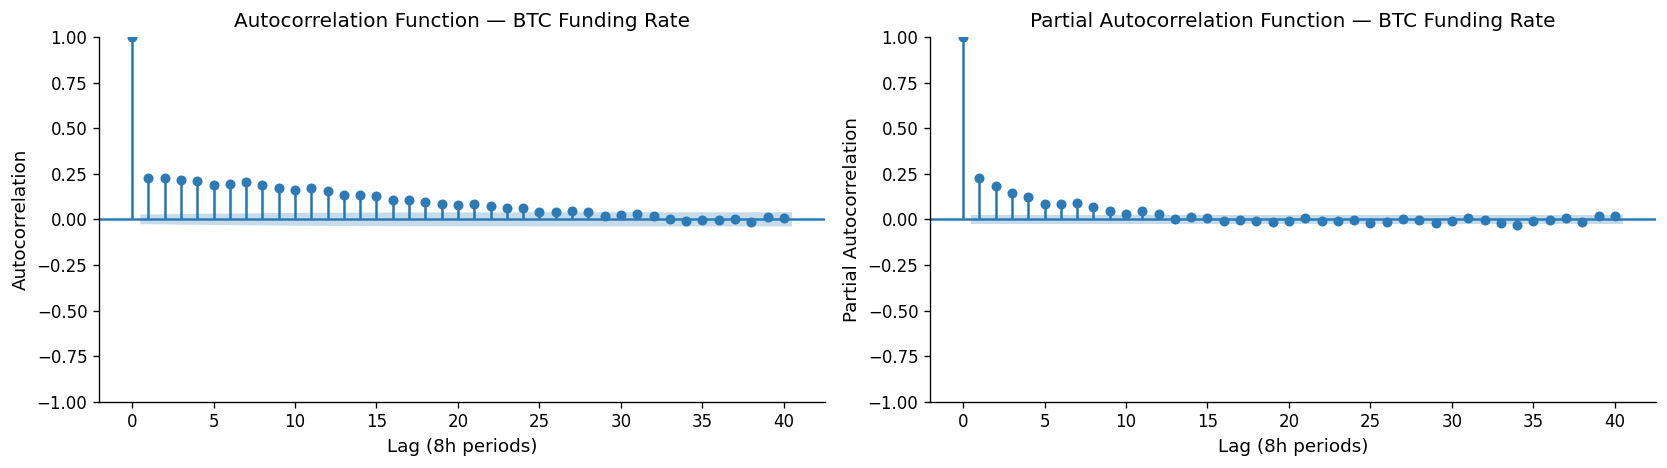 Autocorrelation Function — BTC Funding Rate
1.00
0.75
0.50
0.25
0.00
−0.25
−0.50
−0.75
−1.00
Autocorrelation
0 5 10 15 20 25 30 35 40
Lag (8h periods)
Partial Autocorrelation Function — BTC Funding Rate
1.00
0.75
0.50
0.25
0.00
−0.25
−0.50
−0.75
−1.00
Partial Autocorrelation
0 5 10 15 20 25 30 35 40
Lag (8h periods)